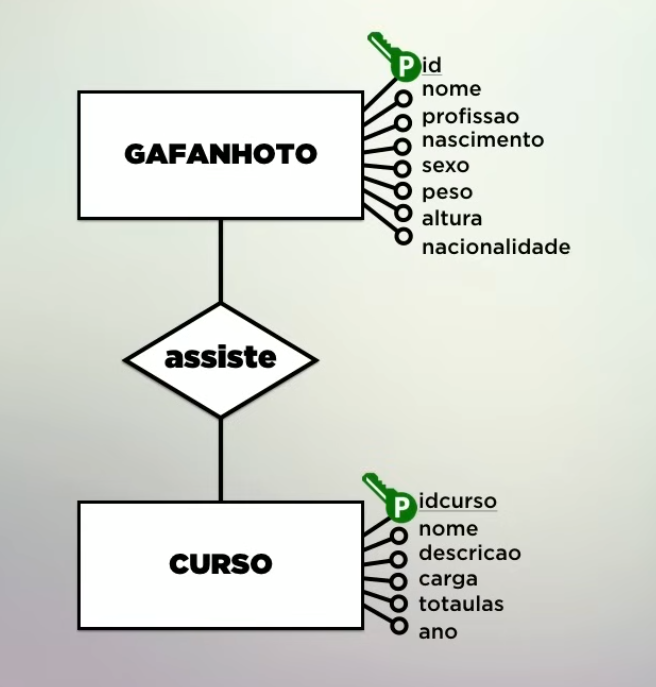 P id
nome
profissao
nascimento
sexo
peso
altura
nacionalidade
GAFANHOTO
assiste
P idcurso
nome
descricao
carga
totaulas
ano
CURSO